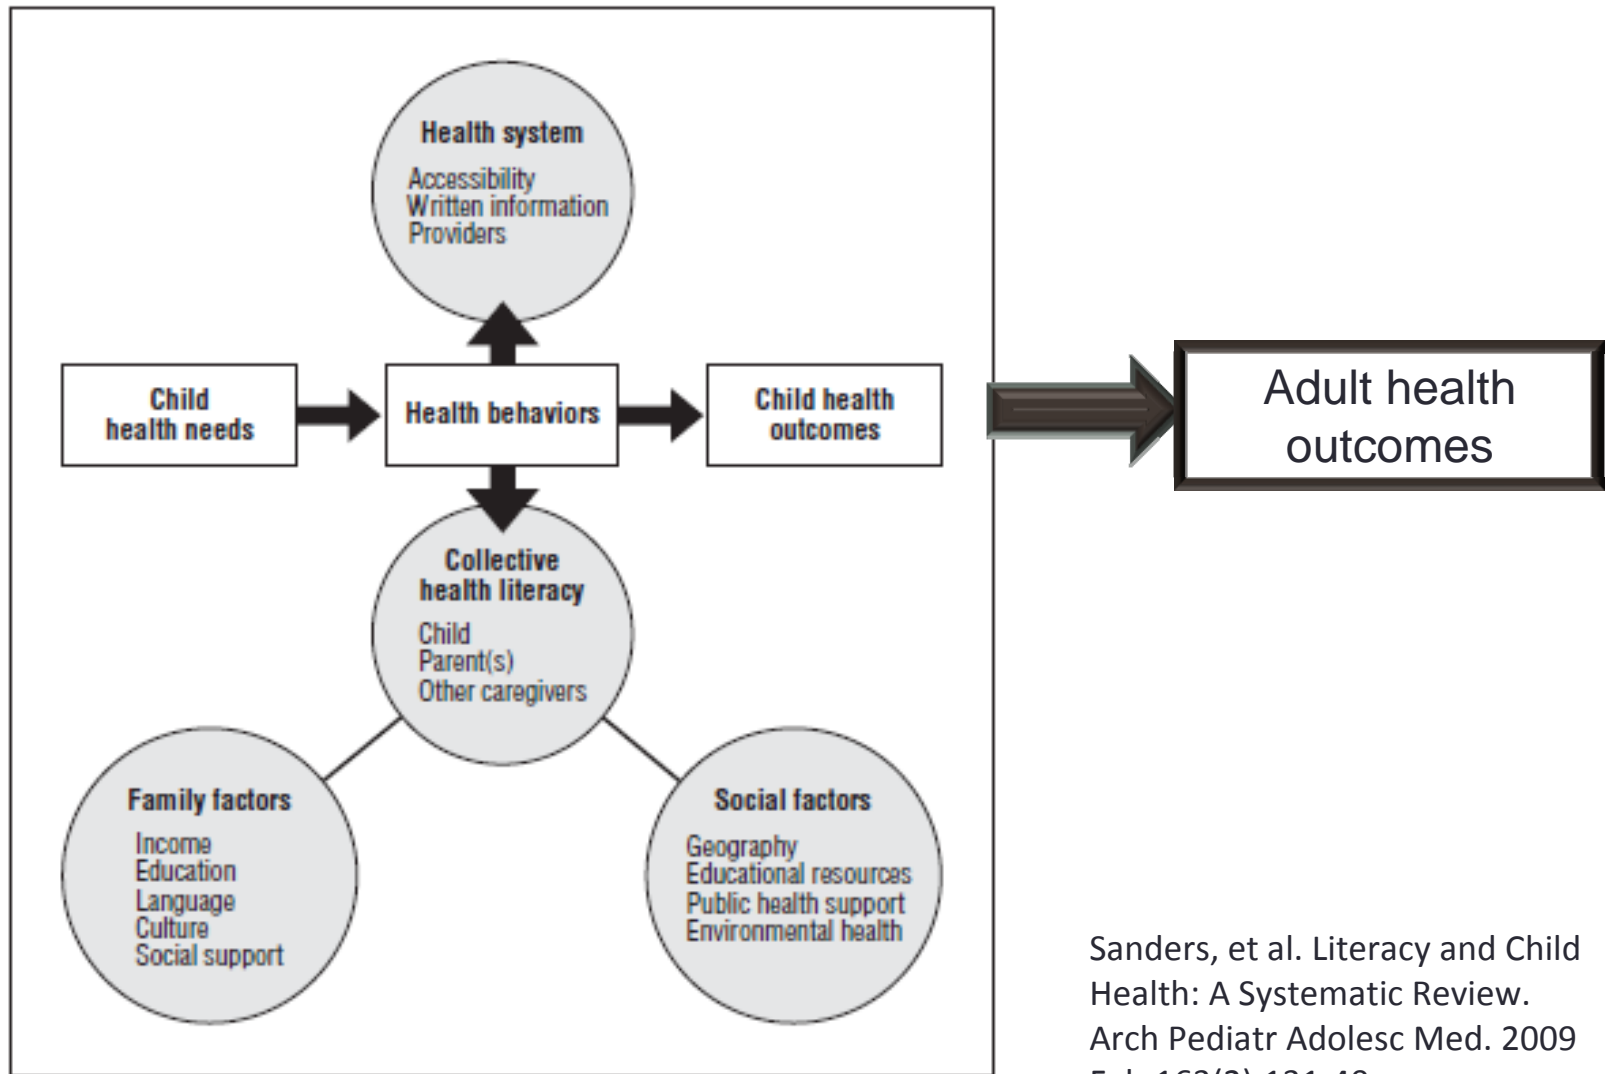 Health system
Accessibility
Written information
Providers
Child
health needs
Health behaviors
Child health
outcomes
Adult health
outcomes
Collective
health literacy
Child
Parent(s)
Other caregivers
Family factors
Income
Education
Language
Culture
Social support
Social factors
Geography
Educational resources
Public health support
Environmental health
Sanders, et al. Literacy and Child
Health: A Systematic Review.
Arch Pediatr Adolesc Med. 2009